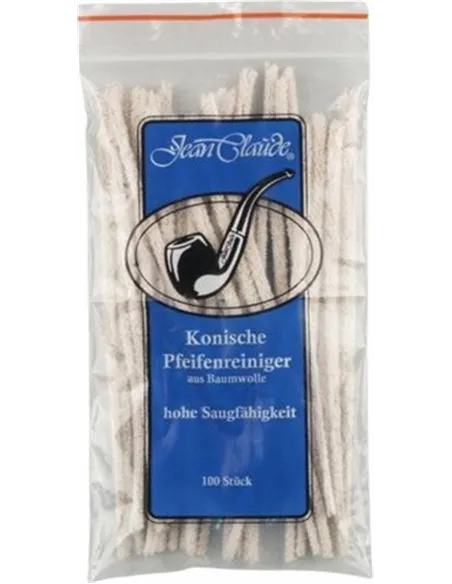 Jean Claude®
Konische
Pfeifenreiniger
aus Baumwolle
hohe Saugfähigkeit
100 Stück